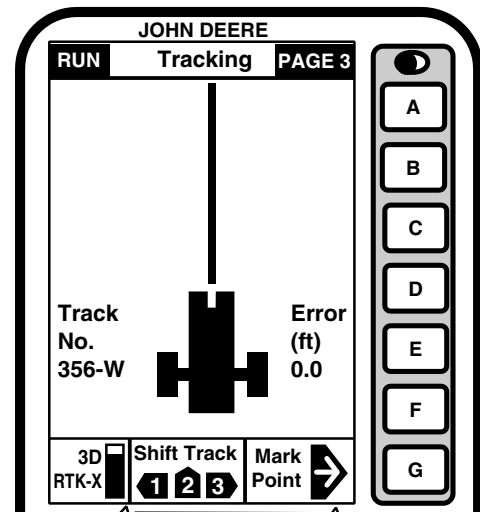 JOHN DEERE
RUN Tracking PAGE 3
Track
No.
356-W
Error
(ft)
0.0
3D
RTK-X
Shift Track
1 2 3
Mark
Point
A
B
C
D
E
F
G